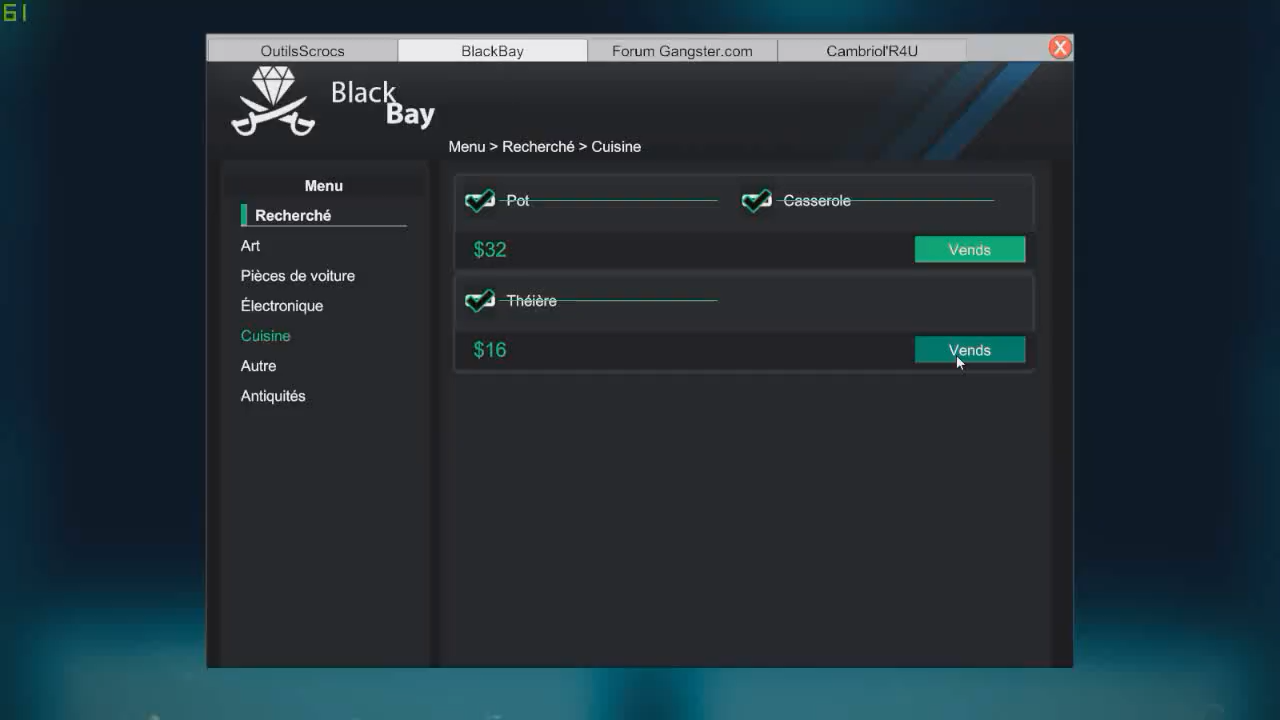 61
OutilsScrocs BlackBay Forum Gangster.com Cambriol'R4U X
Black
Bay
Menu > Recherché > Cuisine
Menu
Recherché
Art
Pièces de voiture
Électronique
Cuisine
Autre
Antiquités
Pot Casserole
$32 Vends
Théière
$16 Vends